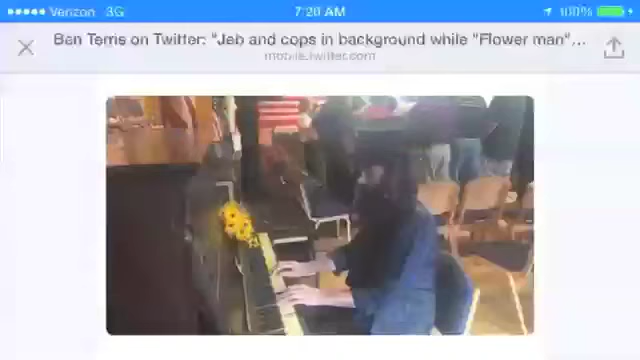 Verizon 3G 7:20 AM 100%
Ben Terris on Twitter: "Jeb and cops in background while "Flower man"...
mobile.twitter.com